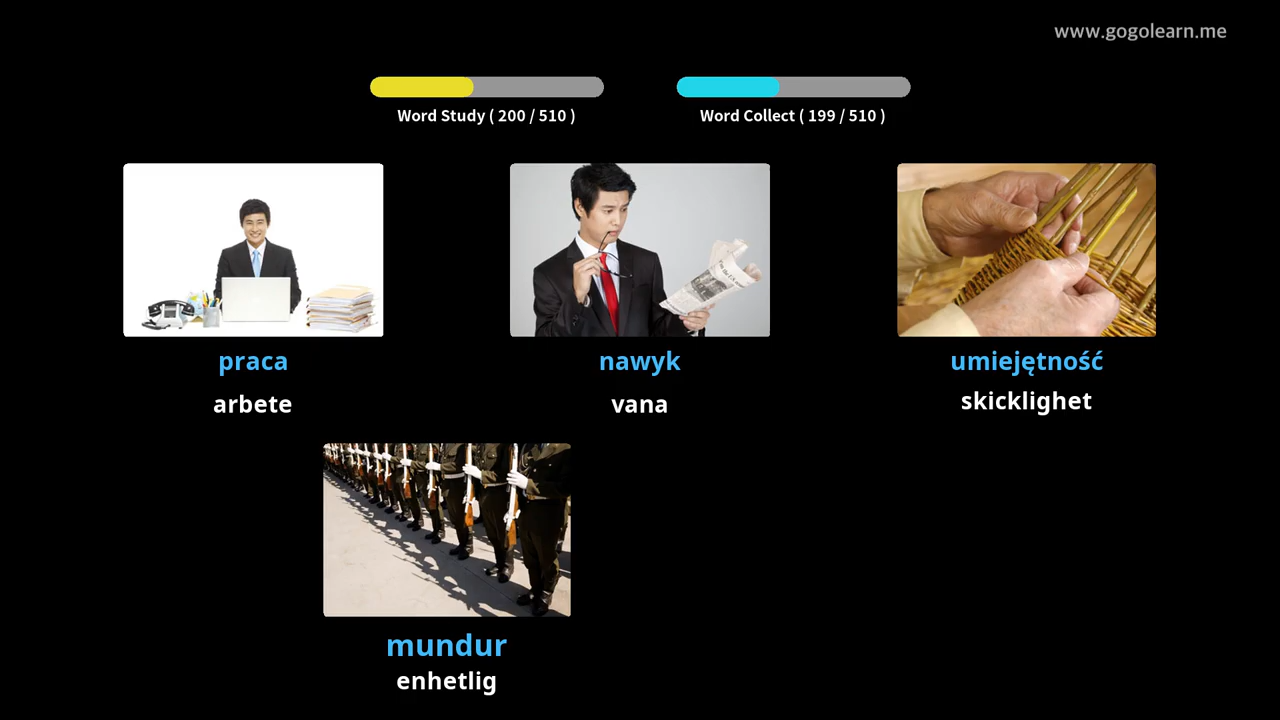 www.gogolearn.me
Word Study ( 200 / 510 )
Word Collect ( 199 / 510 )
praca
nawyk
umiejętność
arbete
vana
skicklighet
mundur
enhetlig